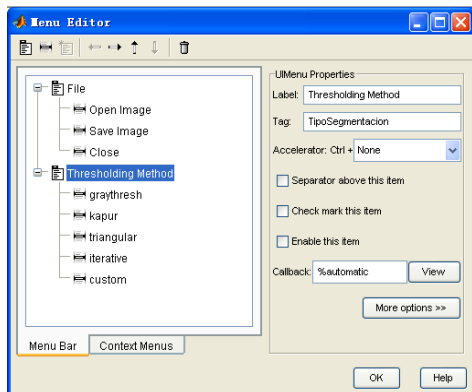 Menu Editor
File
Open Image
Save Image
Close
Thresholding Method
graythresh
kapur
triangular
iterative
custom
Menu Bar
Context Menus
UIMenu Properties
Label: Thresholding Method
Tag: TipoSegmentacion
Accelerator: Ctrl + None
Separator above this item
Check mark this item
Enable this item
Callback: %automatic View
More options >>
OK Help